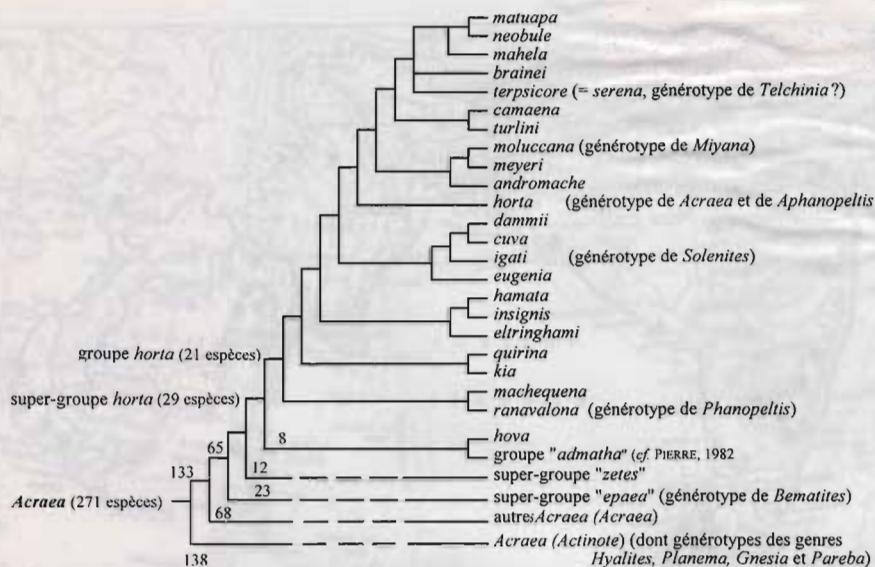 matuapa
neobule
mahela
brainei
terpsicore (= serena, générotype de Telchinia ?)
camaena
turlini
moluccana (générotype de Miyana)
meyeri
andromache
horta (générotype de Acraea et de Aphanopeltis
dammii
cuva
igati (générotype de Solenites)
eugenia
hamata
insignis
eltringhami
groupe horta (21 espèces)
quirina
kia
super-groupe horta (29 espèces)
machequena
ranavalona (générotype de Phanopeltis)
8
hova
groupe "admatha" (cf. PIERRE, 1982
65
12
super-groupe "zetes"
133
23
super-groupe "epaea" (générotype de Bematites)
Acraea (271 espèces)
68
autres Acraea (Acraea)
138
Acraea (Actinote) (dont générotypes des genres
Hyalites, Planema, Gnesia et Pareba)